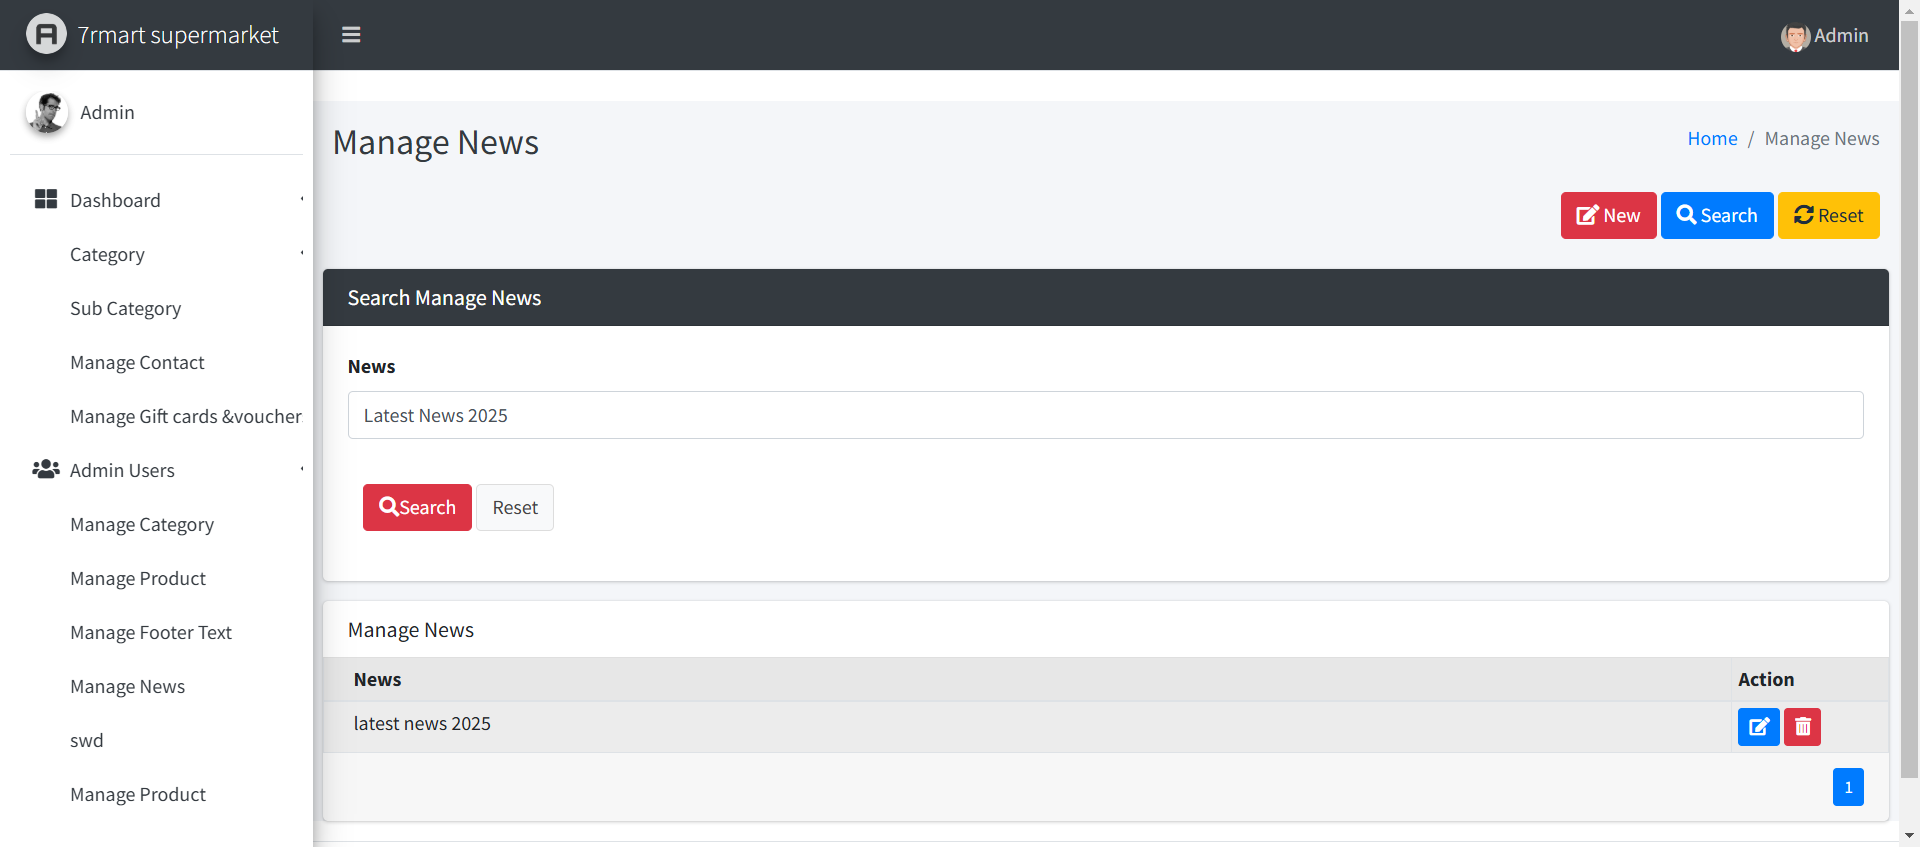 7rmart supermarket
Admin
Admin
Dashboard
Category
Sub Category
Manage Contact
Manage Gift cards &voucher
Admin Users
Manage Category
Manage Product
Manage Footer Text
Manage News
swd
Manage Product
Manage News
Home / Manage News
New Search Reset
Search Manage News
News
Latest News 2025
Search Reset
Manage News
News Action
latest news 2025
1